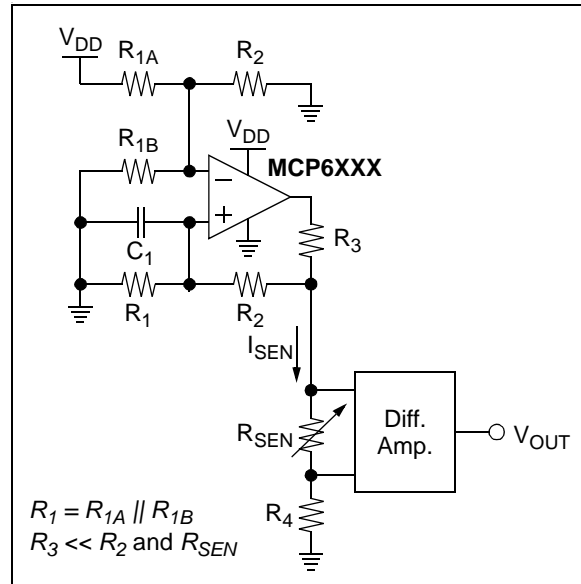 V_DD
R_1A
R_2
R_1B
V_DD
MCP6XXX
−
+
C_1
R_3
R_1
R_2
I_SEN
R_SEN
Diff.
Amp.
V_OUT
R_4
R_1 = R_1A || R_1B
R_3 << R_2 and R_SEN